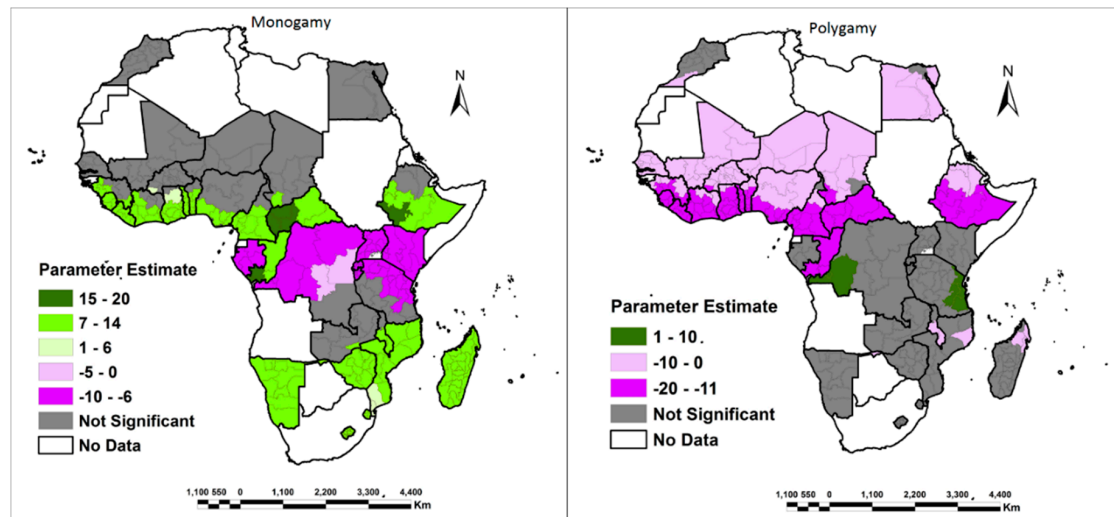 Monogamy
N
Parameter Estimate
15 - 20
7 - 14
1 - 6
-5 - 0
-10 - -6
Not Significant
No Data
1,100 550 0 1,100 2,200 3,300 4,400
Km
Polygamy
N
Parameter Estimate
1 - 10.
-10 - 0
-20 - -11
Not Significant
No Data
1,100 550 0 1,100 2,200 3,300 4,400
Km